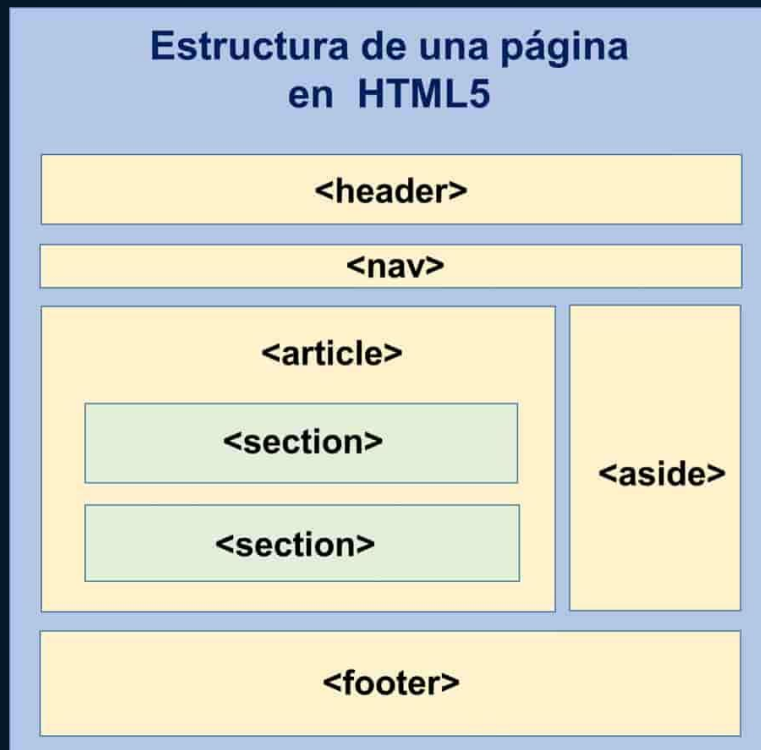 Estructura de una página
en HTML5
<header>
<nav>
<article>
<section>
<section>
<aside>
<footer>